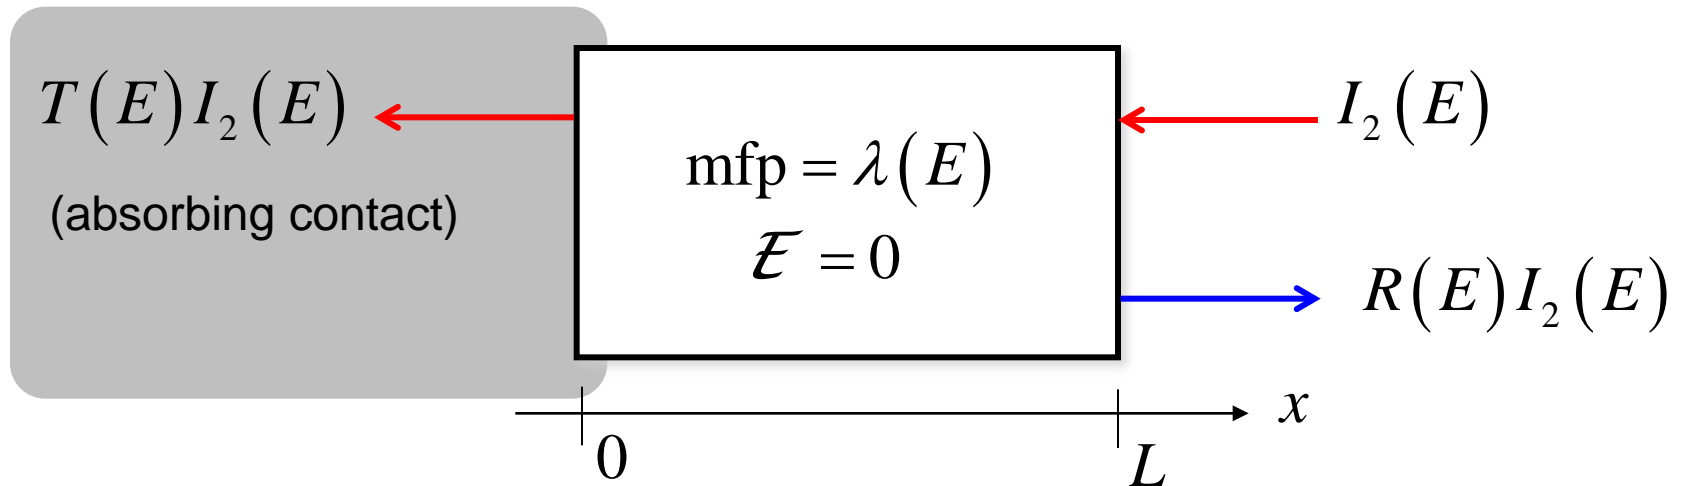 T(E)I₂(E)
(absorbing contact)
mfp = λ(E)
ℰ = 0
I₂(E)
R(E)I₂(E)
x
0
L